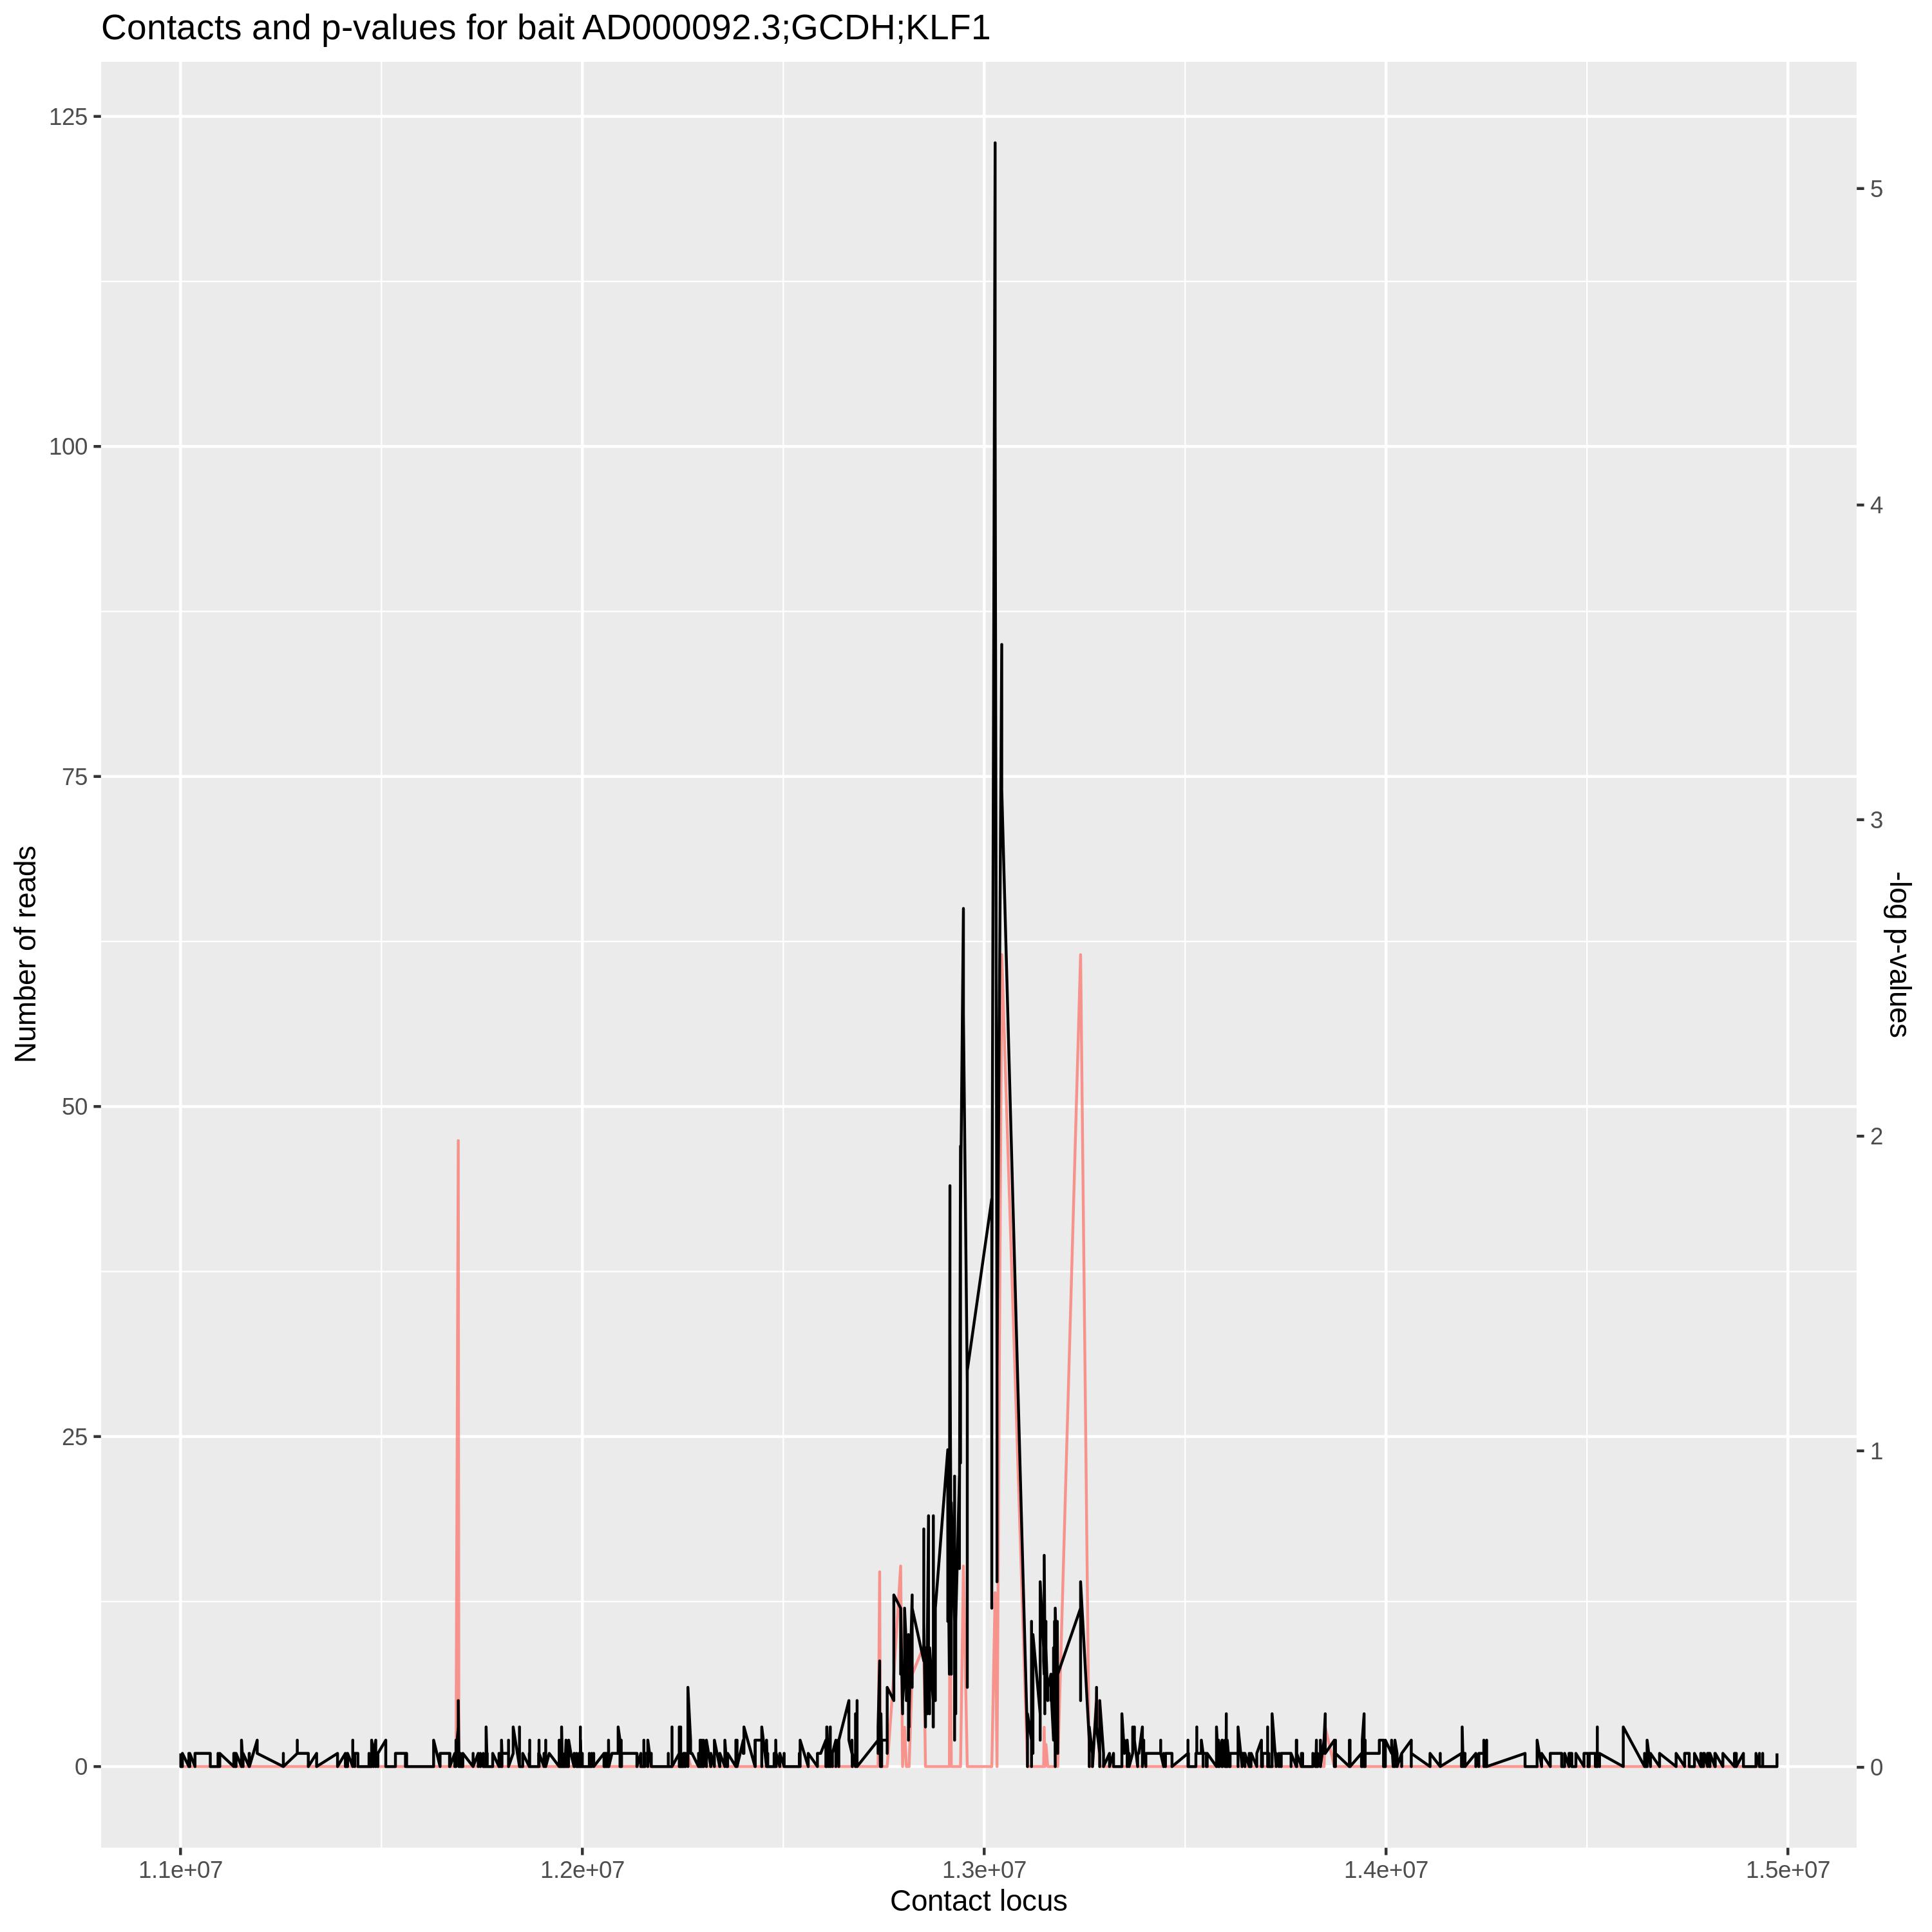 Contacts and p-values for bait AD000092.3;GCDH;KLF1
125
100
75
50
25
0
Number of reads
5
4
3
2
1
0
-log p-values
1.1e+07
1.2e+07
1.3e+07
1.4e+07
1.5e+07
Contact locus